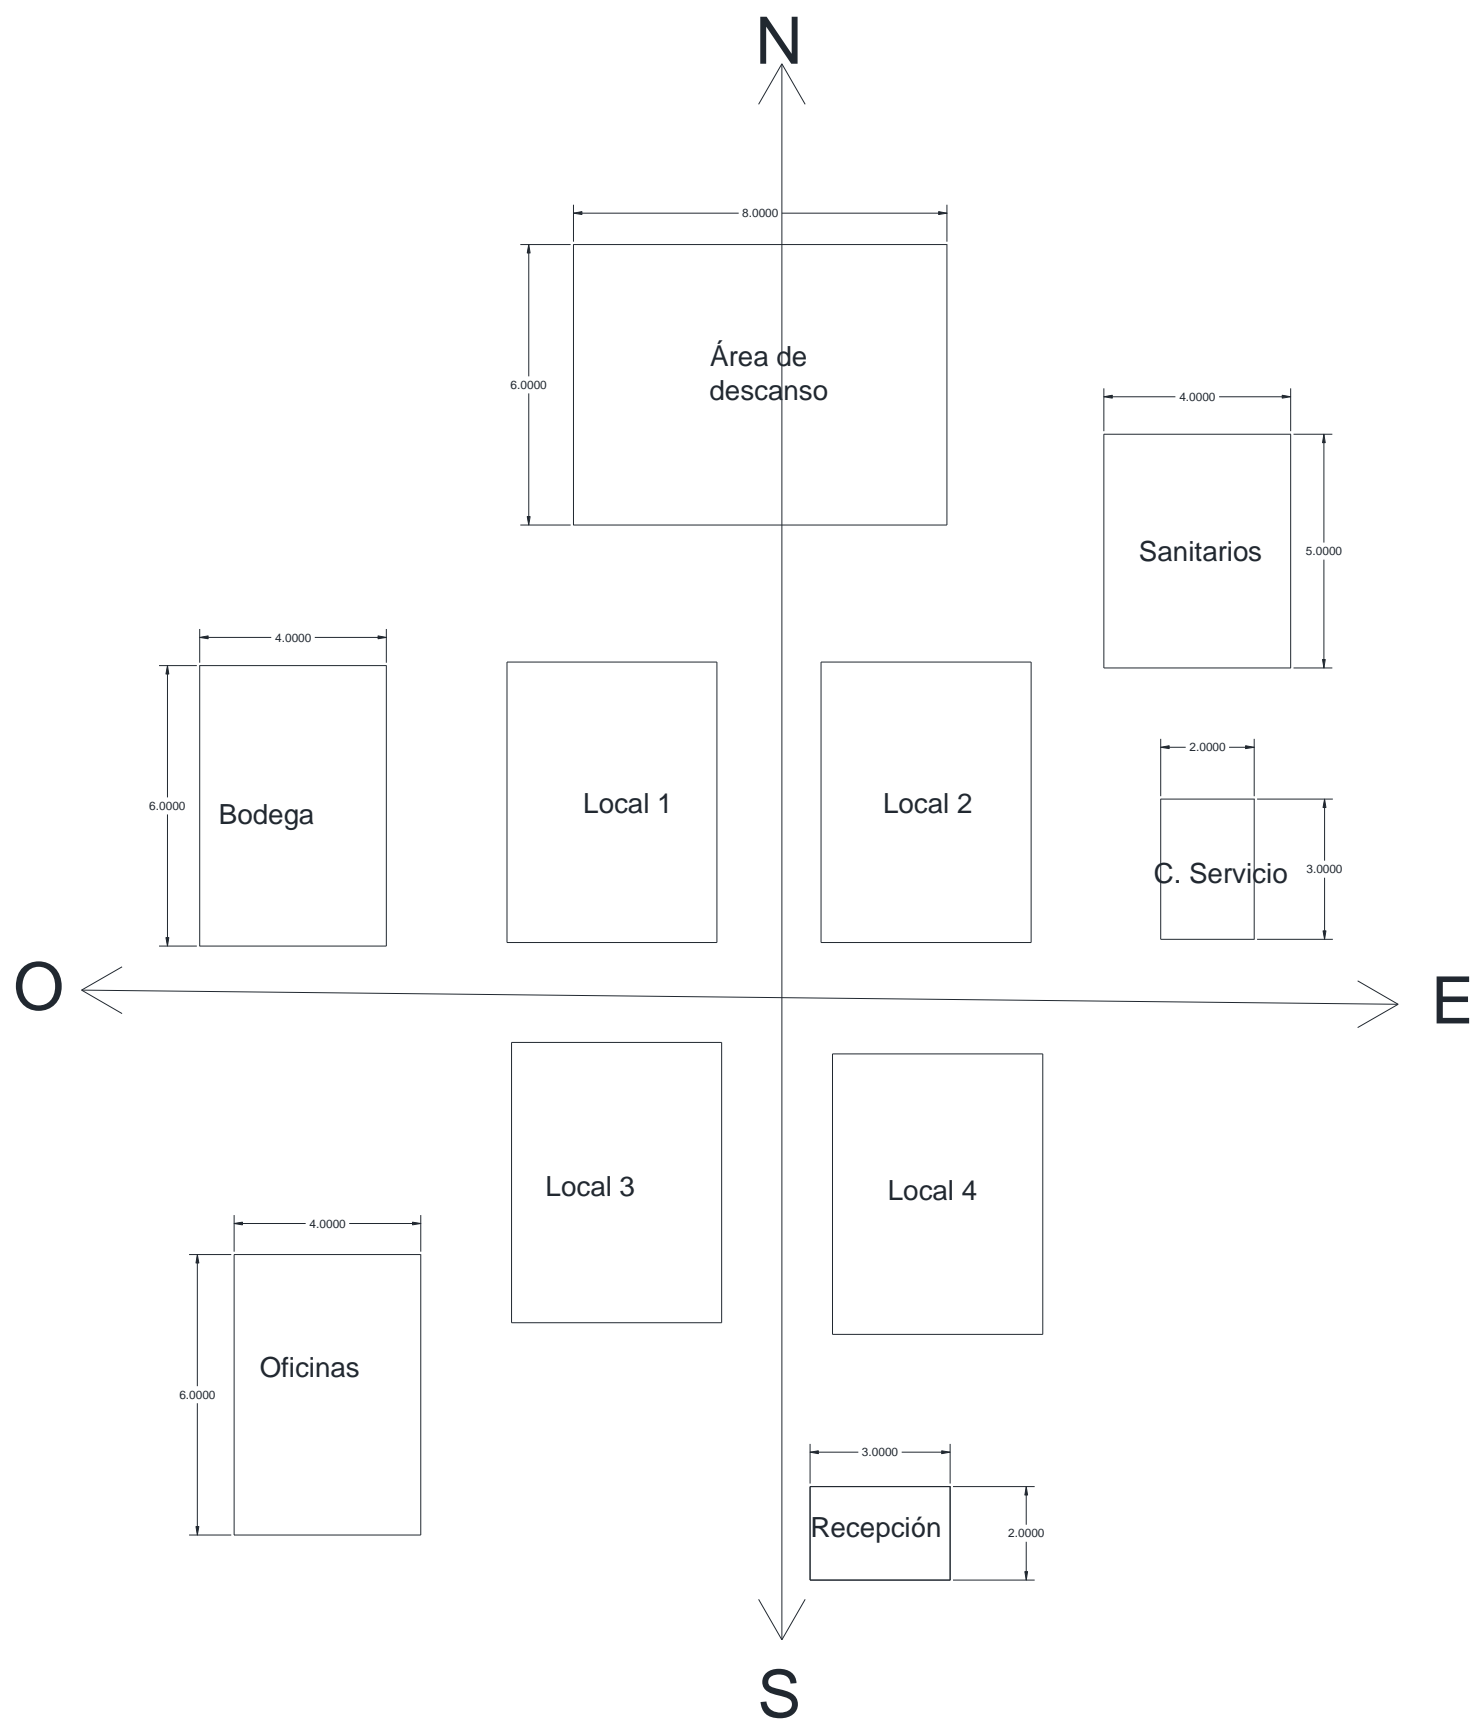 N
8.0000
Área de
descanso
6.0000
4.0000
Sanitarios
5.0000
4.0000
6.0000
Bodega
Local 1
Local 2
2.0000
C. Servicio
3.0000
O
E
Local 3
Local 4
4.0000
Oficinas
6.0000
3.0000
Recepción
2.0000
S